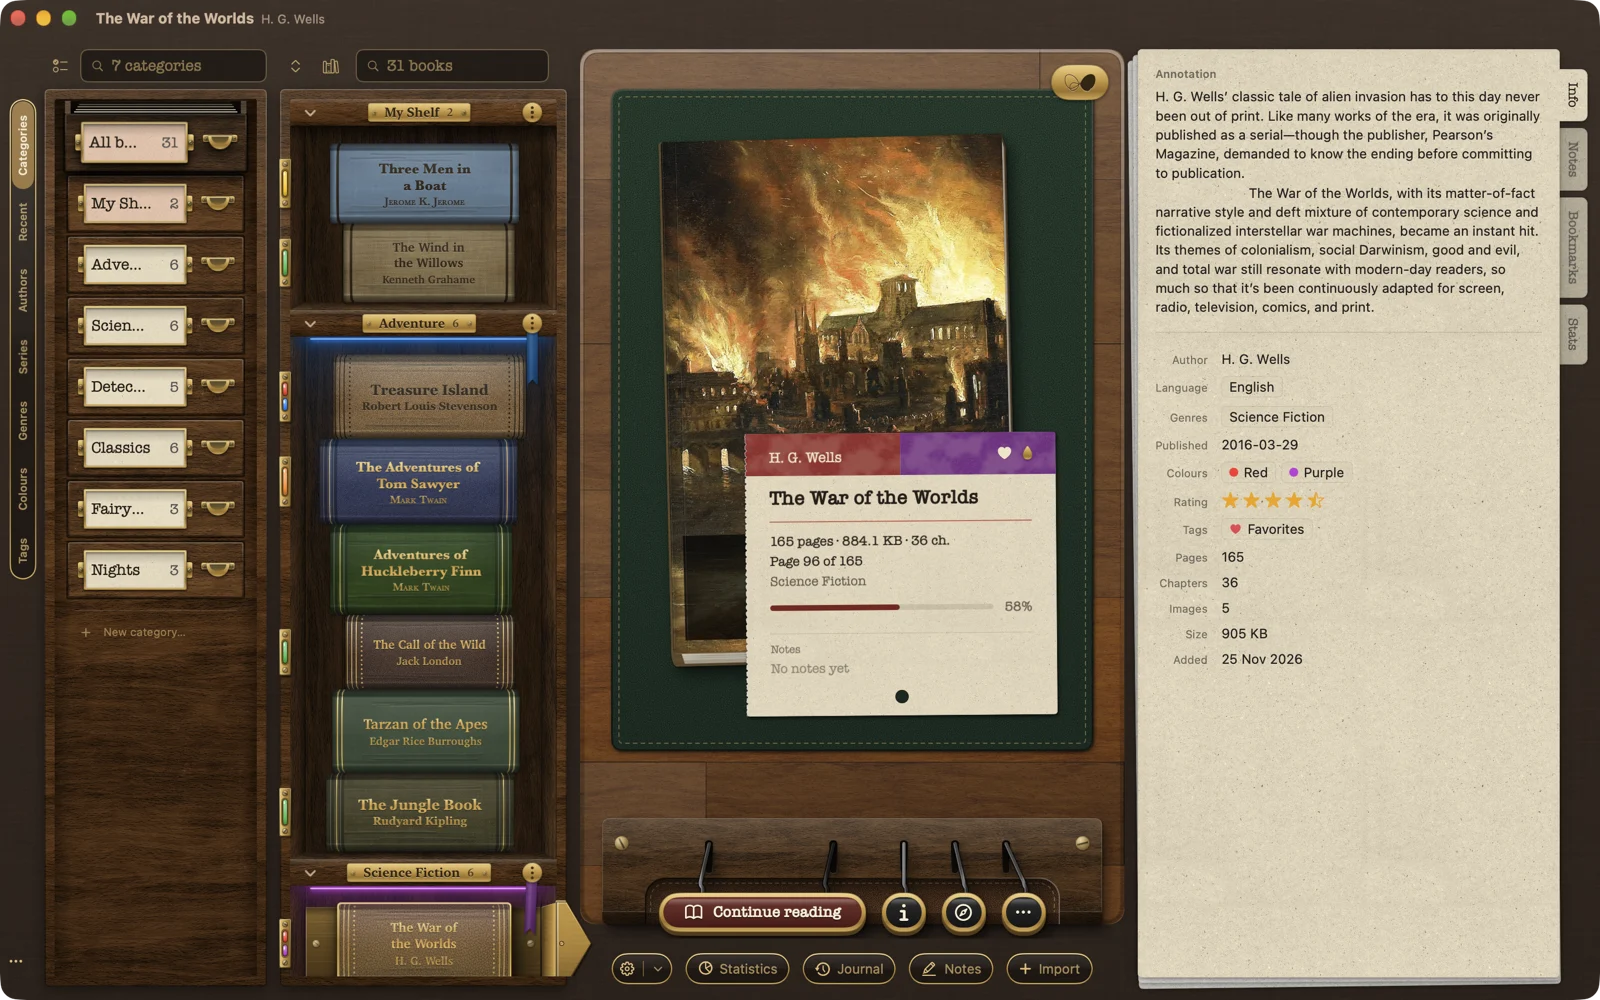 The War of the Worlds H. G. Wells
7 categories
31 books
Categories
Recent
Authors
Series
Genres
Colours
Tags
All b... 31
My Sh... 2
Adve... 6
Scien... 6
Detec... 5
Classics 6
Fairy... 3
Nights 3
+ New category...
My Shelf 2
Three Men in
a Boat
Jerome K. Jerome
The Wind in
the Willows
Kenneth Grahame
Adventure 6
Treasure Island
Robert Louis Stevenson
The Adventures of
Tom Sawyer
Mark Twain
Adventures of
Huckleberry Finn
Mark Twain
The Call of the Wild
Jack London
Tarzan of the Apes
Edgar Rice Burroughs
The Jungle Book
Rudyard Kipling
Science Fiction 6
The War of
the Worlds
H. G. Wells
H. G. Wells
The War of the Worlds
165 pages · 884.1 KB · 36 ch.
Page 96 of 165
Science Fiction
58%
Notes
No notes yet
Continue reading
Statistics
Journal
Notes
+ Import
Annotation
H. G. Wells’ classic tale of alien invasion has to this day never
been out of print. Like many works of the era, it was originally
published as a serial—though the publisher, Pearson’s
Magazine, demanded to know the ending before committing
to publication.
The War of the Worlds, with its matter-of-fact
narrative style and deft mixture of contemporary science and
fictionalized interstellar war machines, became an instant hit.
Its themes of colonialism, social Darwinism, good and evil,
and total war still resonate with modern-day readers, so
much so that it’s been continuously adapted for screen,
radio, television, comics, and print.
Author H. G. Wells
Language English
Genres Science Fiction
Published 2016-03-29
Colours Red Purple
Rating
Tags Favorites
Pages 165
Chapters 36
Images 5
Size 905 KB
Added 25 Nov 2026
Info
Notes
Bookmarks
Stats